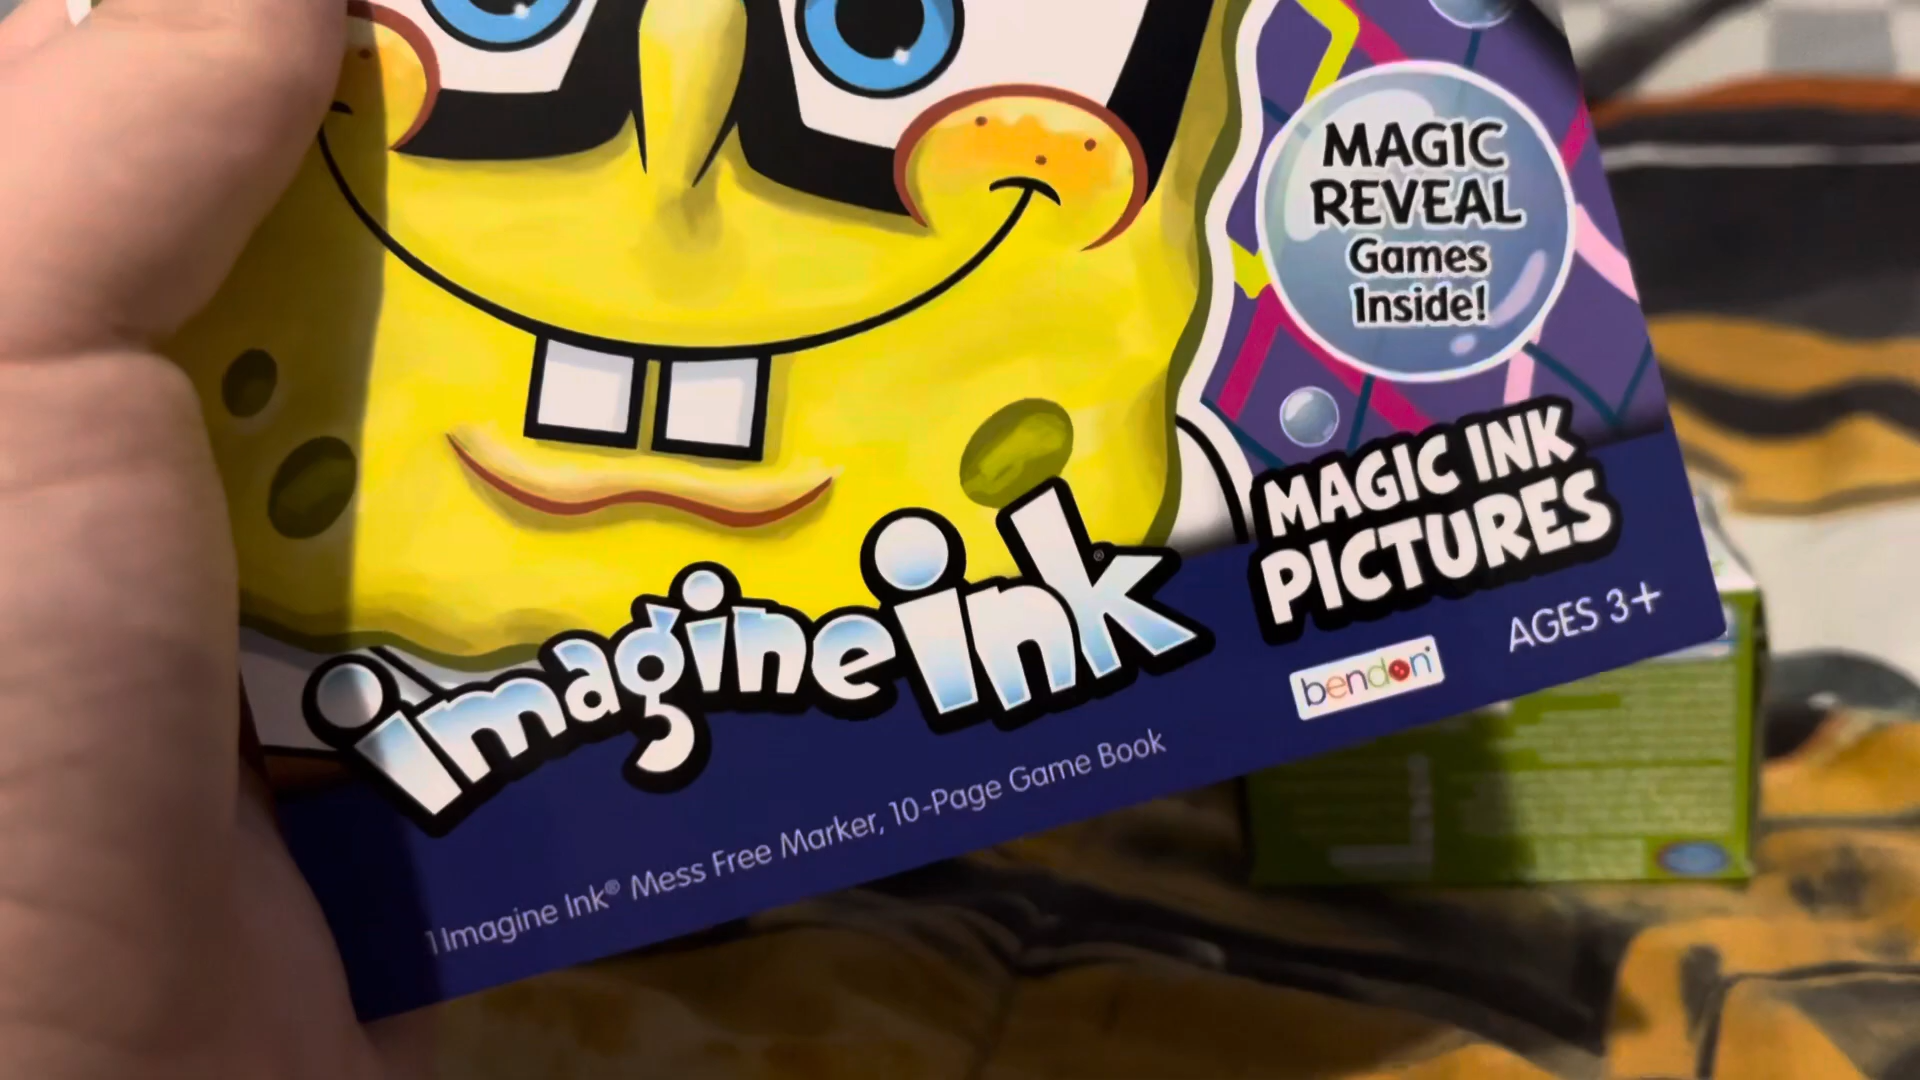 MAGIC
REVEAL
Games
Inside!
MAGIC INK
PICTURES
imagine ink®
bendon®
AGES 3+
1 Imagine Ink® Mess Free Marker, 10-Page Game Book